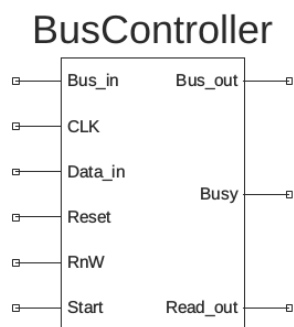 BusController
Bus_in Bus_out
CLK
Data_in
Busy
Reset
RnW
Start Read_out